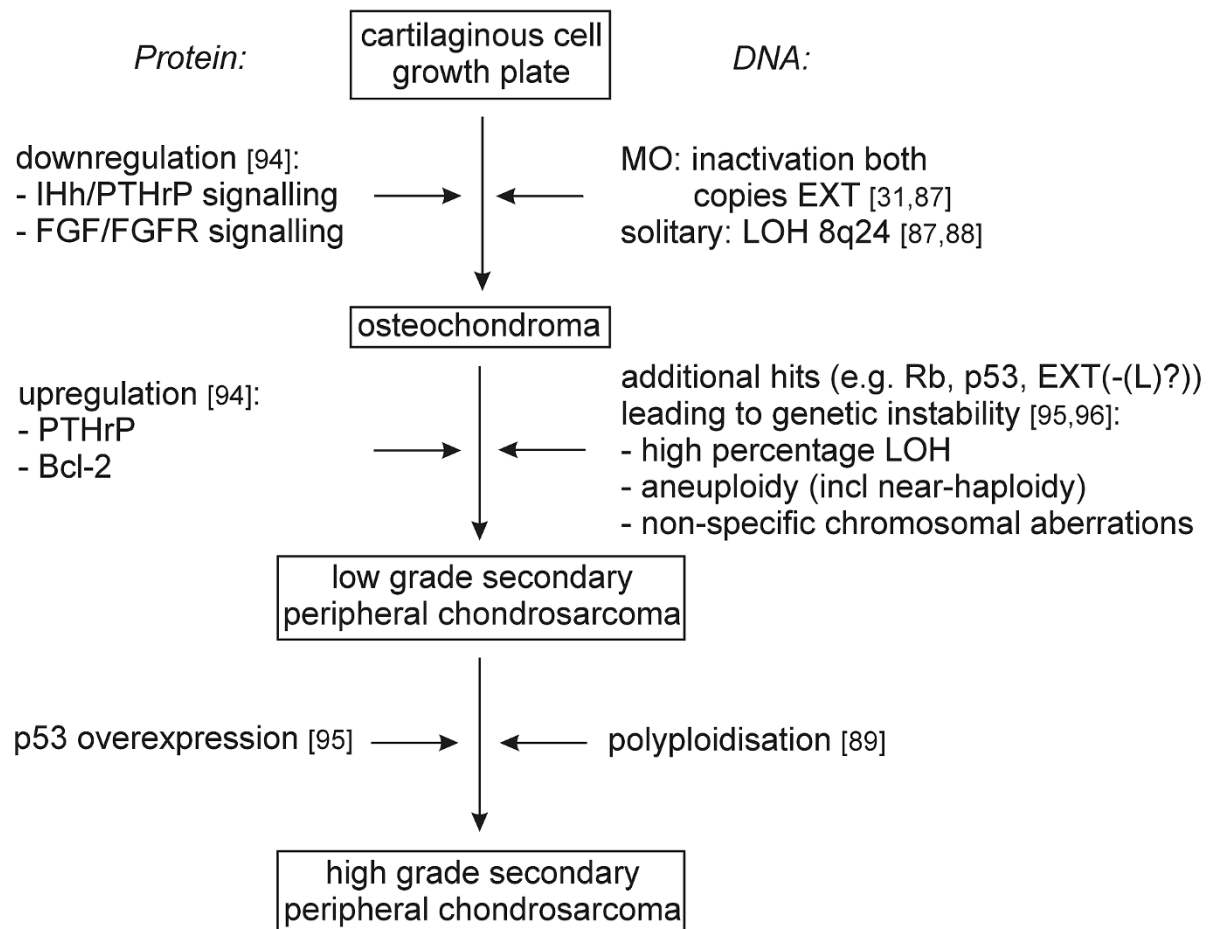 Protein:
cartilaginous cell
growth plate
DNA:
downregulation [94]:
- IHh/PTHrP signalling
- FGF/FGFR signalling
MO: inactivation both
copies EXT [31,87]
solitary: LOH 8q24 [87,88]
osteochondroma
upregulation [94]:
- PTHrP
- Bcl-2
additional hits (e.g. Rb, p53, EXT(-(L)?))
leading to genetic instability [95,96]:
- high percentage LOH
- aneuploidy (incl near-haploidy)
- non-specific chromosomal aberrations
low grade secondary
peripheral chondrosarcoma
p53 overexpression [95]
polyploidisation [89]
high grade secondary
peripheral chondrosarcoma